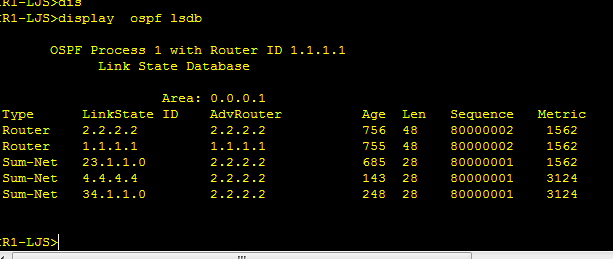 R1-LJS>dis
R1-LJS>display  ospf lsdb
OSPF Process 1 with Router ID 1.1.1.1
Link State Database
Area: 0.0.0.1
Type      LinkState ID    AdvRouter          Age  Len   Sequence   Metric
Router    2.2.2.2         2.2.2.2            756  48    80000002    1562
Router    1.1.1.1         1.1.1.1            755  48    80000002    1562
Sum-Net   23.1.1.0        2.2.2.2            685  28    80000001    1562
Sum-Net   4.4.4.4         2.2.2.2            143  28    80000001    3124
Sum-Net   34.1.1.0        2.2.2.2            248  28    80000001    3124
R1-LJS>